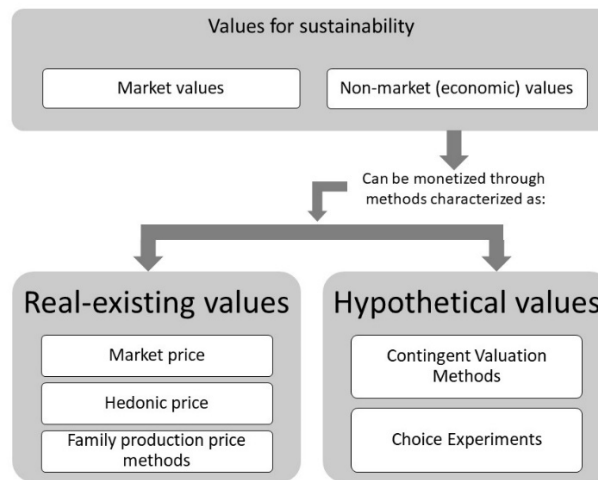 Values for sustainability
Market values
Non-market (economic) values
Can be monetized through
methods characterized as:
Real-existing values
Market price
Hedonic price
Family production price
methods
Hypothetical values
Contingent Valuation
Methods
Choice Experiments